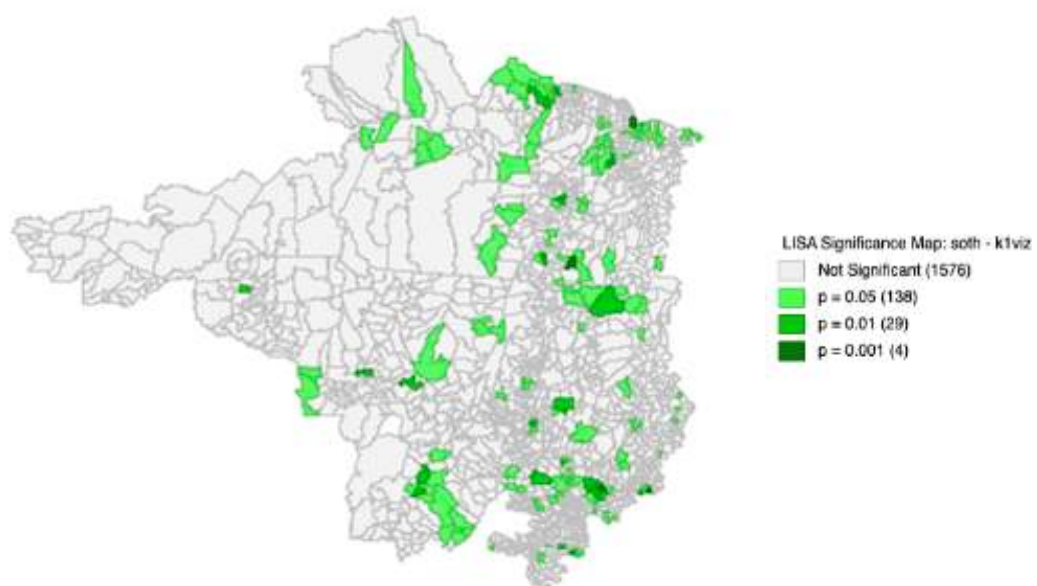 LISA Significance Map: soth - k1viz
Not Significant (1576)
p = 0.05 (138)
p = 0.01 (29)
p = 0.001 (4)